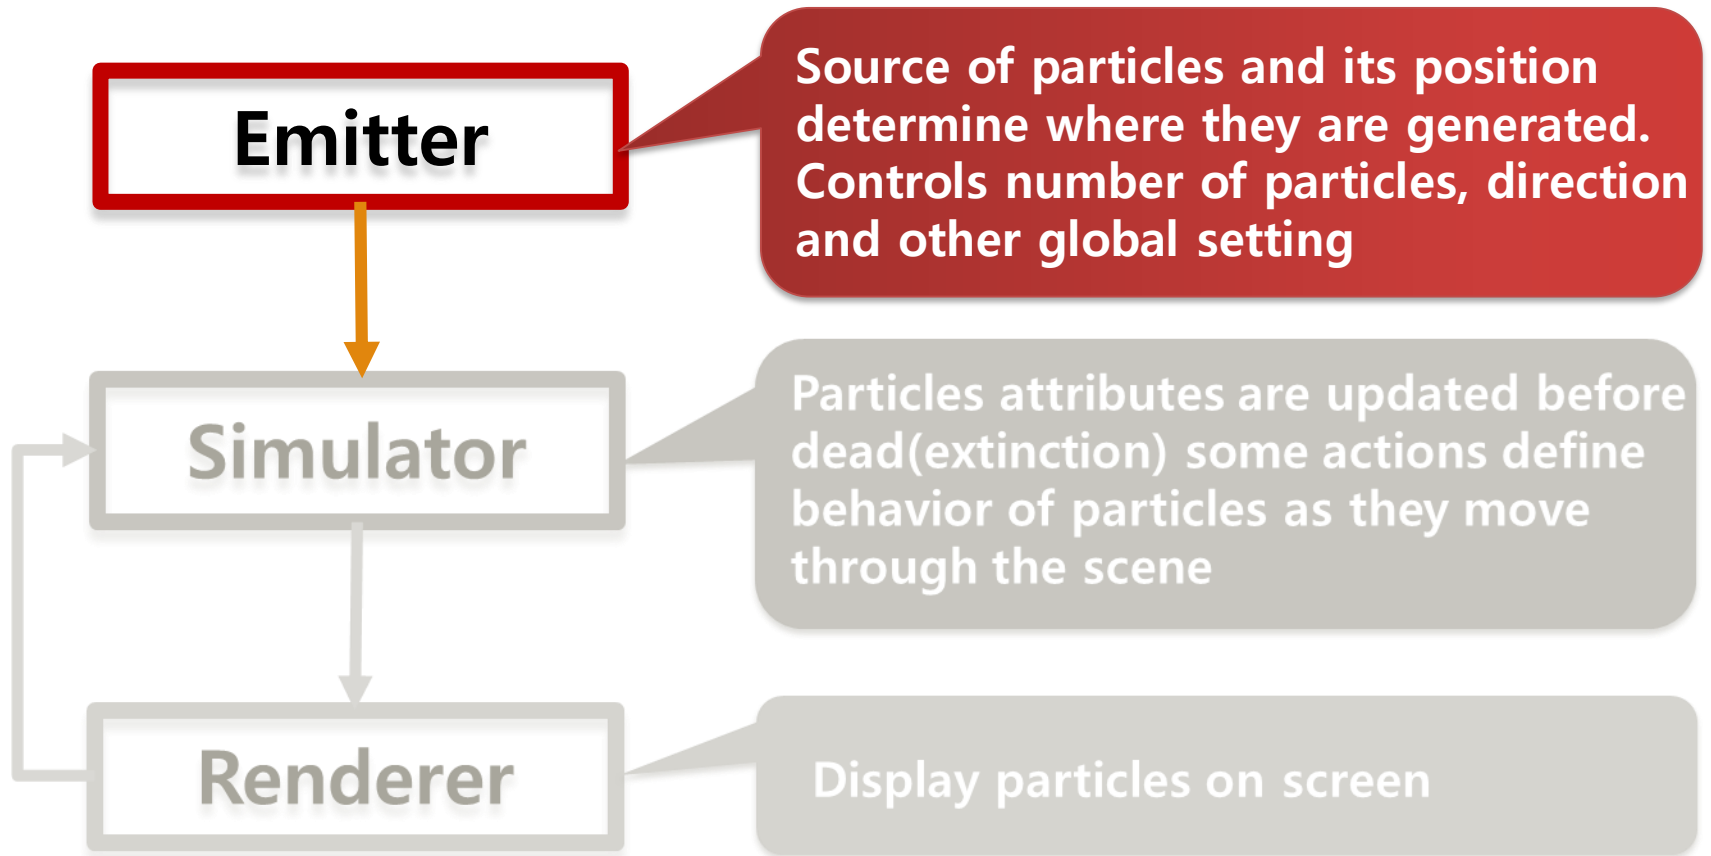 Emitter
Source of particles and its position
determine where they are generated.
Controls number of particles, direction
and other global setting
Simulator
Particles attributes are updated before
dead(extinction) some actions define
behavior of particles as they move
through the scene
Renderer
Display particles on screen